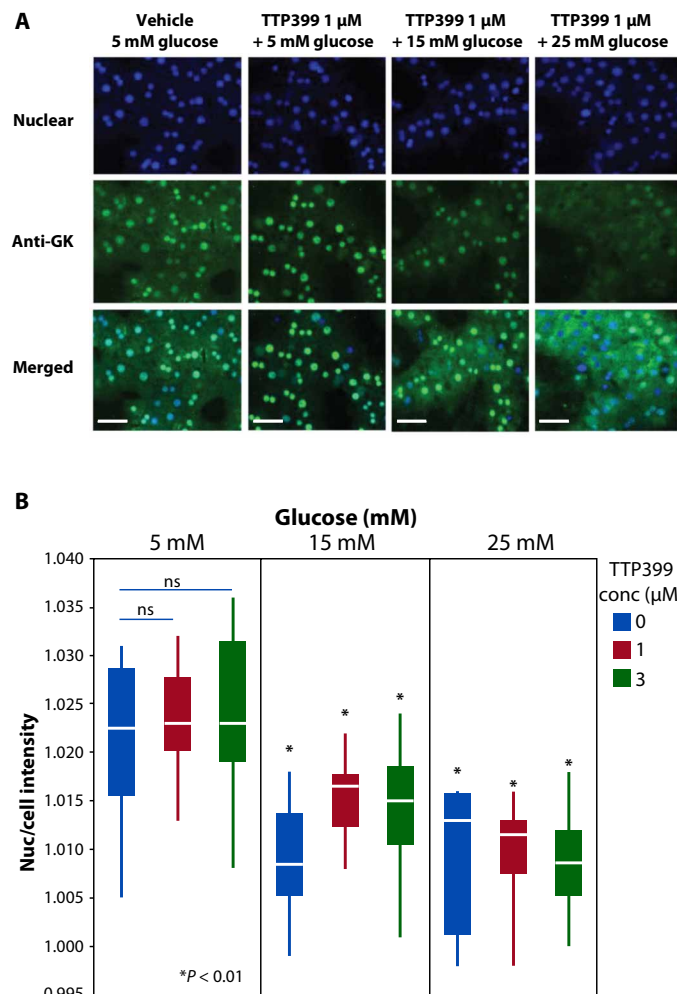 A
Vehicle
5 mM glucose
TTP399 1 μM
+ 5 mM glucose
TTP399 1 μM
+ 15 mM glucose
TTP399 1 μM
+ 25 mM glucose
Nuclear
Anti-GK
Merged
B
Glucose (mM)
5 mM
15 mM
25 mM
1.040
1.035
1.030
1.025
1.020
1.015
1.010
1.005
1.000
0.995
Nuc/cell intensity
ns
ns
*
*
*
*
*
*
*P < 0.01
TTP399
conc (μM
0
1
3